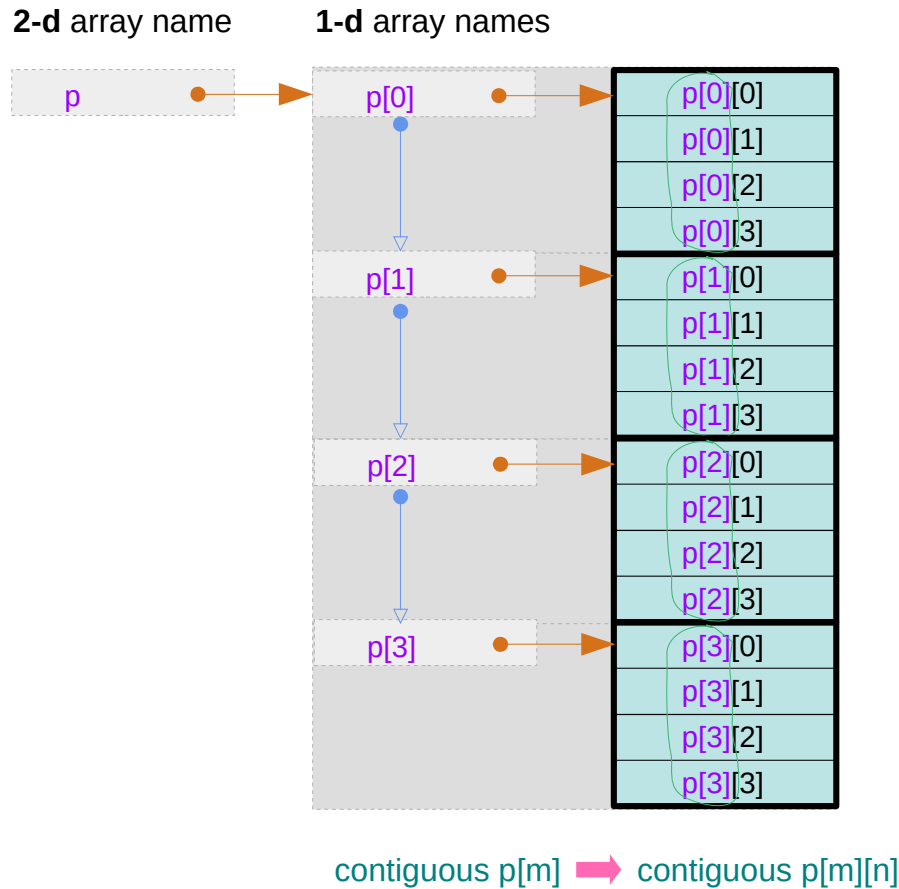 2-d array name
1-d array names
p
p[0]
p[0][0]
p[0][1]
p[0][2]
p[0][3]
p[1]
p[1][0]
p[1][1]
p[1][2]
p[1][3]
p[2]
p[2][0]
p[2][1]
p[2][2]
p[2][3]
p[3]
p[3][0]
p[3][1]
p[3][2]
p[3][3]
contiguous p[m] contiguous p[m][n]